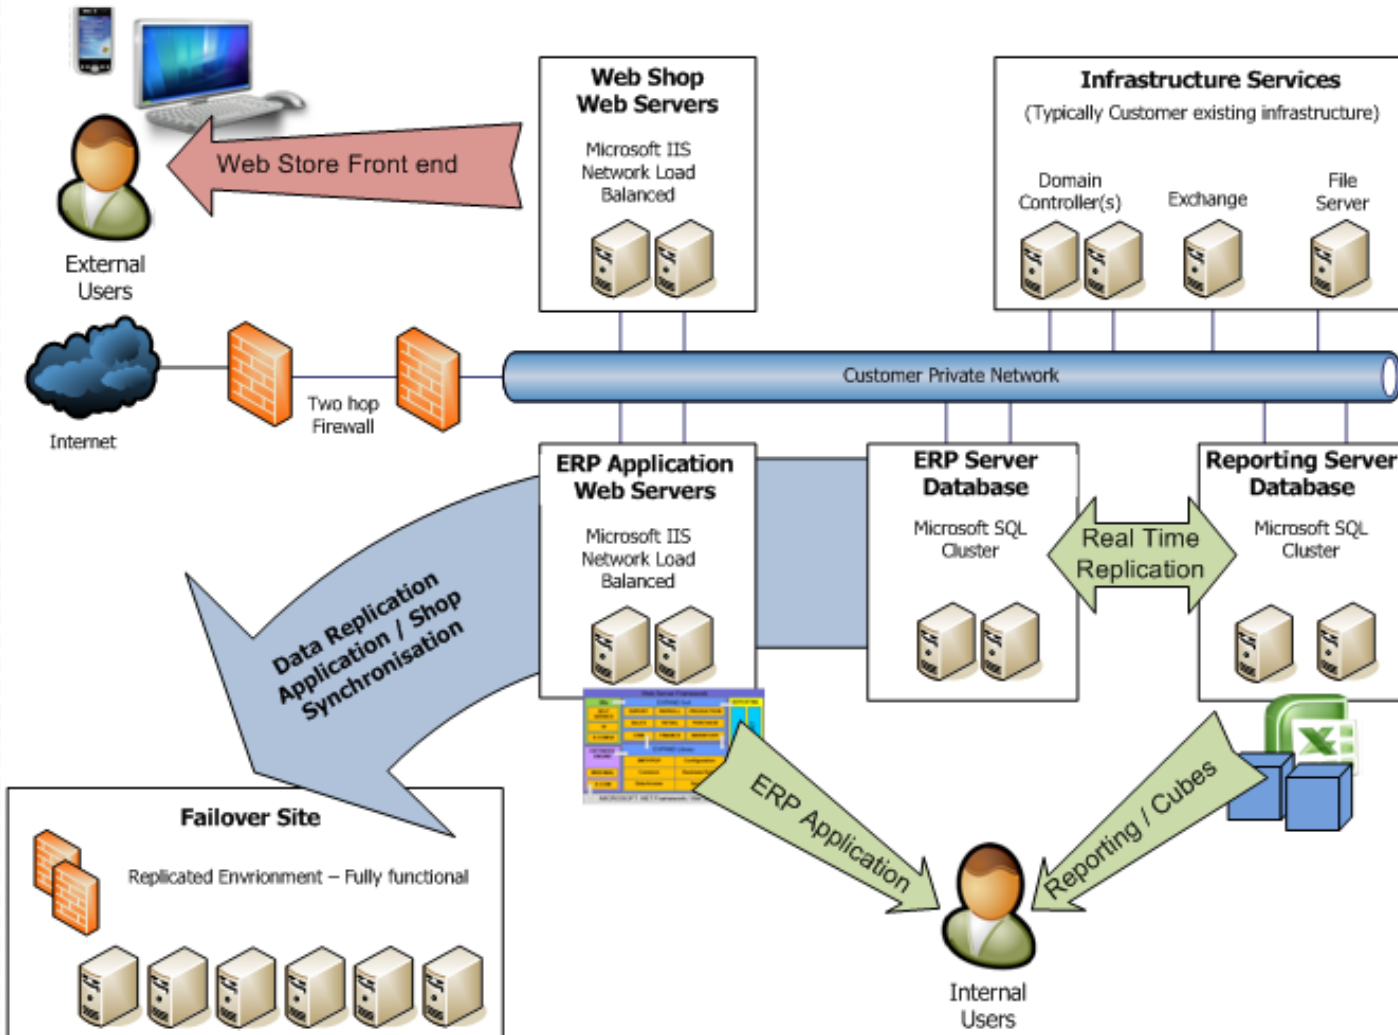 Web Shop
Web Servers
Microsoft IIS
Network Load
Balanced
Infrastructure Services
(Typically Customer existing infrastructure)
Domain
Controller(s)
Exchange
File
Server
Web Store Front end
External
Users
Internet
Two hop
Firewall
Customer Private Network
ERP Application
Web Servers
Microsoft IIS
Network Load
Balanced
ERP Server
Database
Microsoft SQL
Cluster
Real Time
Replication
Reporting Server
Database
Microsoft SQL
Cluster
Data Replication
Application / Shop
Synchronisation
ERP Application
Reporting / Cubes
Failover Site
Replicated Envrionment – Fully functional
Internal
Users